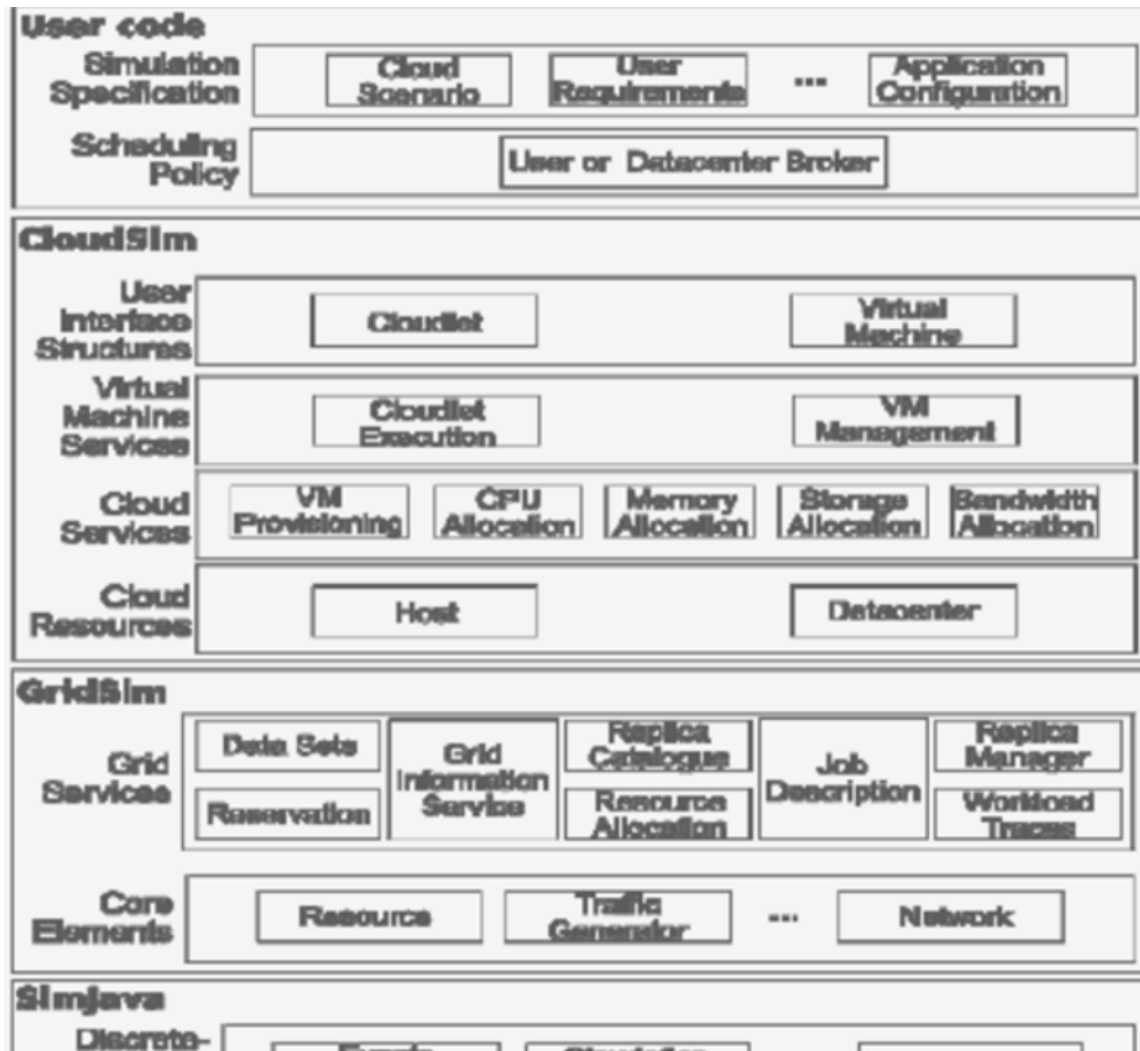 User code
Simulation
Specification
Cloud
Scenario
User
Requirements
...
Application
Configuration
Scheduling
Policy
User or Datacenter Broker
CloudSim
User
Interface
Structures
Cloudlet
Virtual
Machine
Virtual
Machine
Services
Cloudlet
Execution
VM
Management
Cloud
Services
VM
Provisioning
CPU
Allocation
Memory
Allocation
Storage
Allocation
Bandwidth
Allocation
Cloud
Resources
Host
Datacenter
GridSim
Grid
Services
Data Sets
Reservation
Grid
Information
Service
Replica
Catalogue
Resource
Allocation
Job
Description
Replica
Manager
Workload
Traces
Core
Elements
Resource
Traffic
Generator
...
Network
Simjava
Discrete-